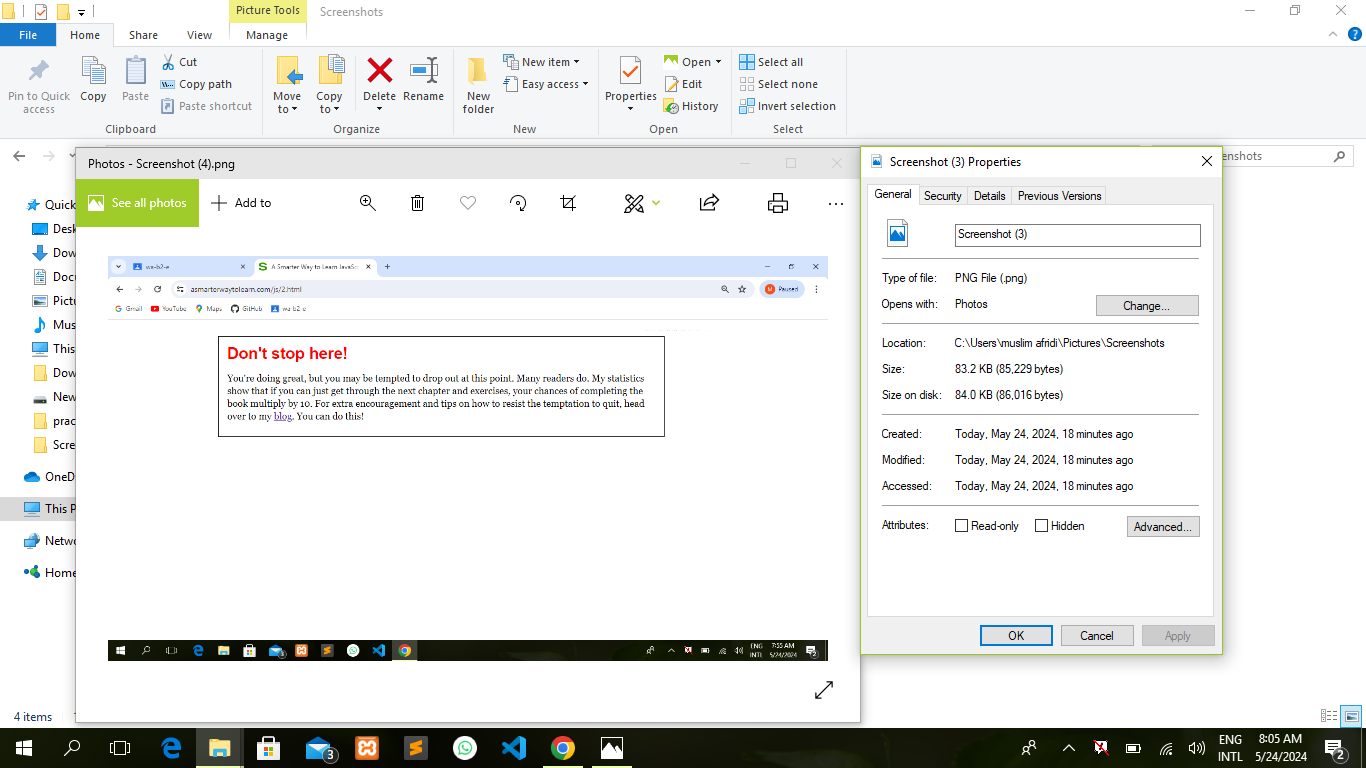 Picture Tools
Screenshots
File
Home
Share
View
Manage
Pin to Quick access
Copy
Paste
Cut
Copy path
Paste shortcut
Clipboard
Move to
Copy to
Delete
Rename
Organize
New folder
New item
Easy access
New
Properties
Open
Edit
History
Open
Select all
Select none
Invert selection
Select
Quick
Desk
Dow
Docu
Pictu
Mus
This
Dow
New
prac
Scre
OneD
This P
Netwo
Home
4 items
Photos - Screenshot (4).png
See all photos
Add to
wa-b2-e
A Smarter Way to Learn JavaSc
asmarterwaytolearn.com/js/2.html
M Paused
Gmail
YouTube
Maps
GitHub
wa-b2-e
Don't stop here!
You're doing great, but you may be tempted to drop out at this point. Many readers do. My statistics
show that if you can just get through the next chapter and exercises, your chances of completing the
book multiply by 10. For extra encouragement and tips on how to resist the temptation to quit, head
over to my blog. You can do this!
ENG
INTL
7:55 AM
5/24/2024
2
Screenshot (3) Properties
General
Security
Details
Previous Versions
Screenshot (3)
Type of file: PNG File (.png)
Opens with: Photos
Change...
Location: C:\Users\muslim afridi\Pictures\Screenshots
Size: 83.2 KB (85,229 bytes)
Size on disk: 84.0 KB (86,016 bytes)
Created: Today, May 24, 2024, 18 minutes ago
Modified: Today, May 24, 2024, 18 minutes ago
Accessed: Today, May 24, 2024, 18 minutes ago
Attributes: Read-only Hidden
Advanced...
OK
Cancel
Apply
enshots
3
ENG
INTL
8:05 AM
5/24/2024
2